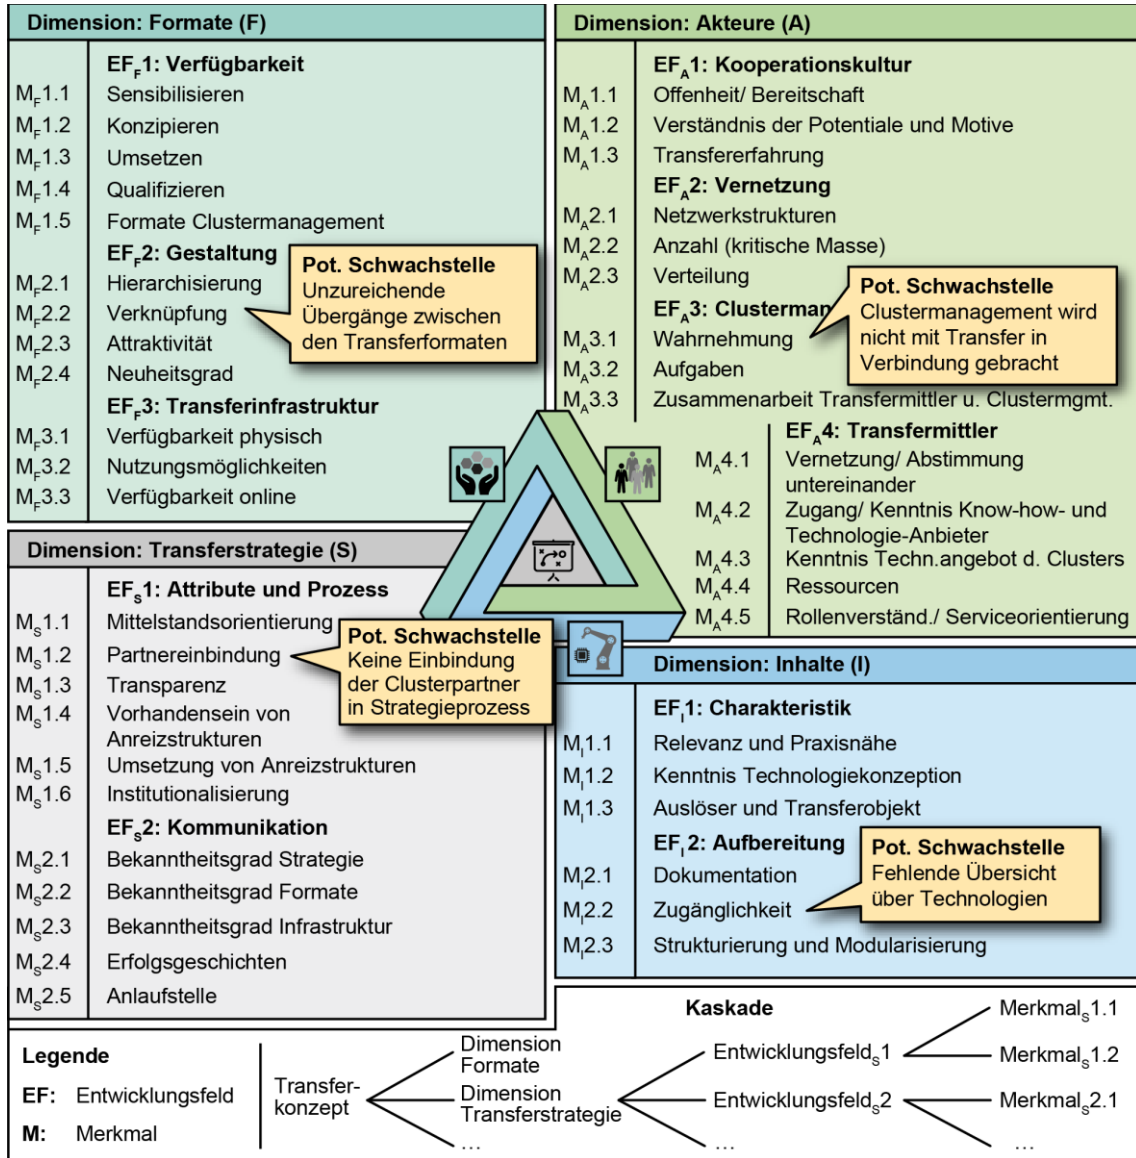 Dimension: Formate (F)
EF_F1: Verfügbarkeit
M_F1.1 Sensibilisieren
M_F1.2 Konzipieren
M_F1.3 Umsetzen
M_F1.4 Qualifizieren
M_F1.5 Formate Clustermanagement
EF_F2: Gestaltung
M_F2.1 Hierarchisierung
M_F2.2 Verknüpfung
M_F2.3 Attraktivität
M_F2.4 Neuheitsgrad
Pot. Schwachstelle
Unzureichende
Übergänge zwischen
den Transferformaten
EF_F3: Transferinfrastruktur
M_F3.1 Verfügbarkeit physisch
M_F3.2 Nutzungsmöglichkeiten
M_F3.3 Verfügbarkeit online
Dimension: Akteure (A)
EF_A1: Kooperationskultur
M_A1.1 Offenheit/ Bereitschaft
M_A1.2 Verständnis der Potentiale und Motive
M_A1.3 Transfererfahrung
EF_A2: Vernetzung
M_A2.1 Netzwerkstrukturen
M_A2.2 Anzahl (kritische Masse)
M_A2.3 Verteilung
EF_A3: Clusterman
M_A3.1 Wahrnehmung
M_A3.2 Aufgaben
M_A3.3 Zusammenarbeit Transfermittler u. Clustermgmt.
Pot. Schwachstelle
Clustermanagement wird
nicht mit Transfer in
Verbindung gebracht
EF_A4: Transfermittler
M_A4.1 Vernetzung/ Abstimmung
untereinander
M_A4.2 Zugang/ Kenntnis Know-how- und
Technologie-Anbieter
M_A4.3 Kenntnis Techn.angebot d. Clusters
M_A4.4 Ressourcen
M_A4.5 Rollenverständ./ Serviceorientierung
Dimension: Transferstrategie (S)
EF_S1: Attribute und Prozess
M_S1.1 Mittelstandsorientierung
M_S1.2 Partnereinbindung
M_S1.3 Transparenz
M_S1.4 Vorhandensein von
Anreizstrukturen
M_S1.5 Umsetzung von Anreizstrukturen
M_S1.6 Institutionalisierung
Pot. Schwachstelle
Keine Einbindung
der Clusterpartner
in Strategieprozess
EF_S2: Kommunikation
M_S2.1 Bekanntheitsgrad Strategie
M_S2.2 Bekanntheitsgrad Formate
M_S2.3 Bekanntheitsgrad Infrastruktur
M_S2.4 Erfolgsgeschichten
M_S2.5 Anlaufstelle
Dimension: Inhalte (I)
EF_I1: Charakteristik
M_I1.1 Relevanz und Praxisnähe
M_I1.2 Kenntnis Technologiekonzeption
M_I1.3 Auslöser und Transferobjekt
EF_I2: Aufbereitung
M_I2.1 Dokumentation
M_I2.2 Zugänglichkeit
M_I2.3 Strukturierung und Modularisierung
Pot. Schwachstelle
Fehlende Übersicht
über Technologien
Legende
EF: Entwicklungsfeld
M: Merkmal
Kaskade
Transfer-
konzept
Dimension
Formate
Dimension
Transferstrategie
...
Entwicklungsfeld_S1
Entwicklungsfeld_S2
...
Merkmal_S1.1
Merkmal_S1.2
Merkmal_S2.1
...